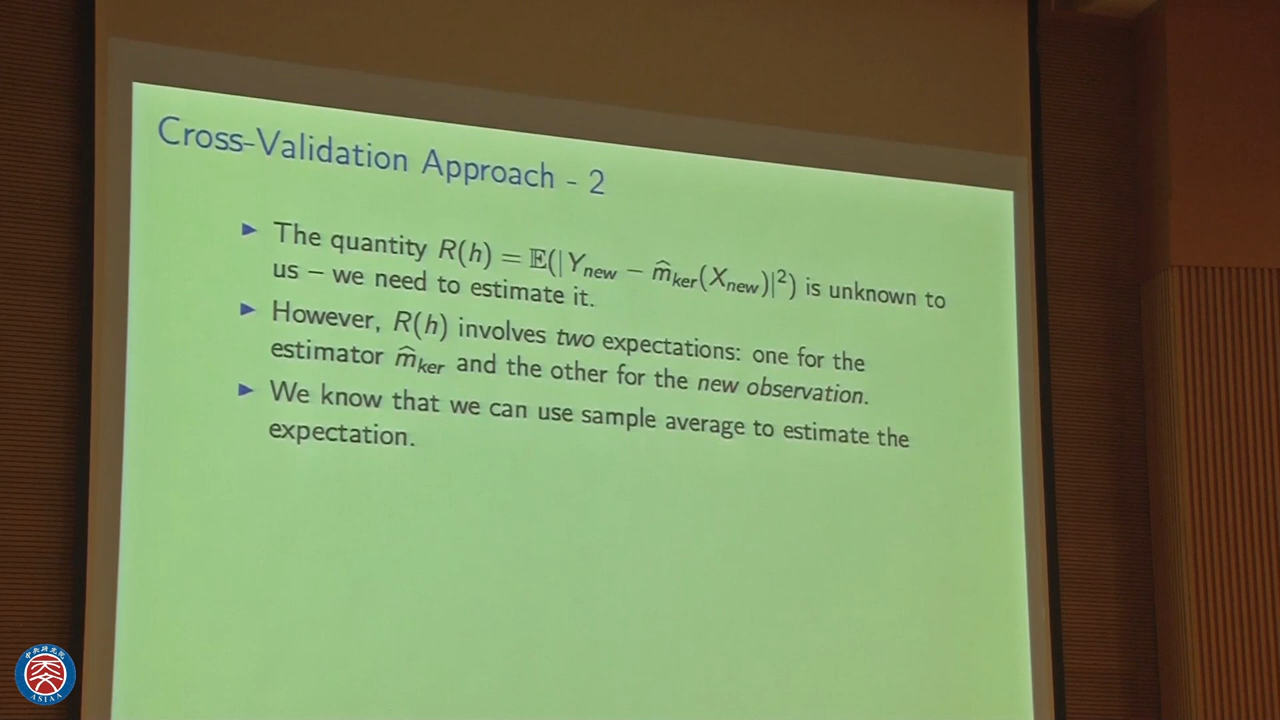 Cross-Validation Approach - 2
▶ The quantity R(h) = 𝔼(|Y_new − m̂_ker(X_new)|²) is unknown to
us – we need to estimate it.
▶ However, R(h) involves two expectations: one for the
estimator m̂_ker and the other for the new observation.
▶ We know that we can use sample average to estimate the
expectation.
ASIAA